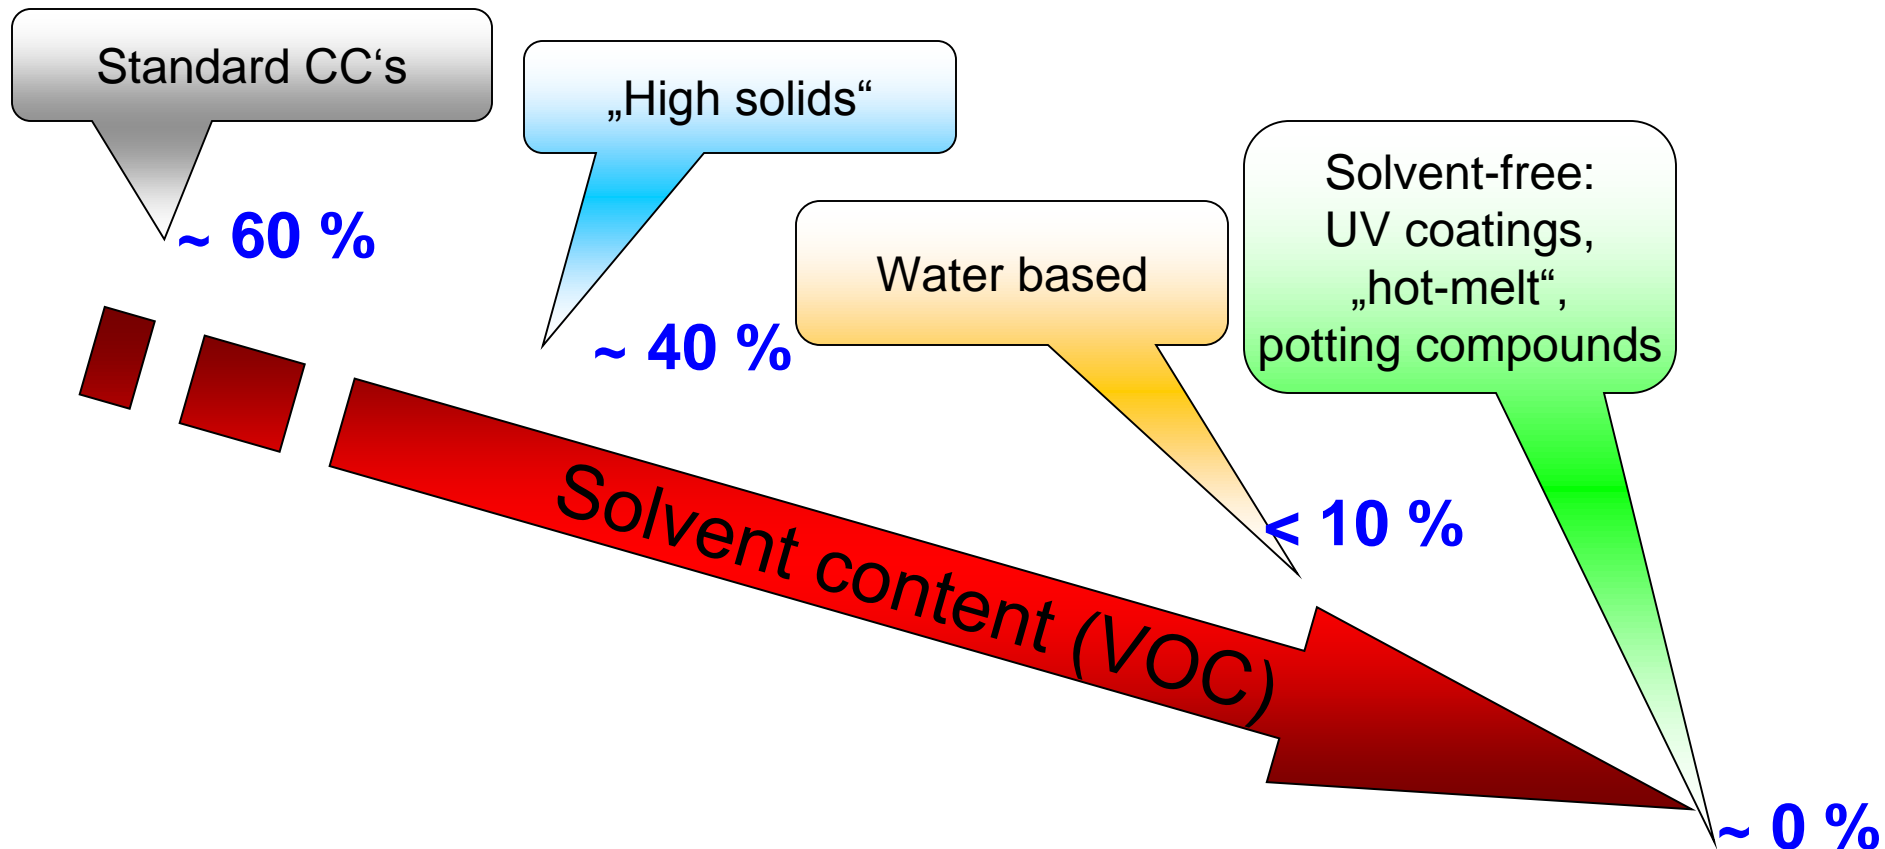 Standard CC‘s
~ 60 %
„High solids“
~ 40 %
Water based
< 10 %
Solvent-free:
UV coatings,
„hot-melt“,
potting compounds
~ 0 %
Solvent content (VOC)